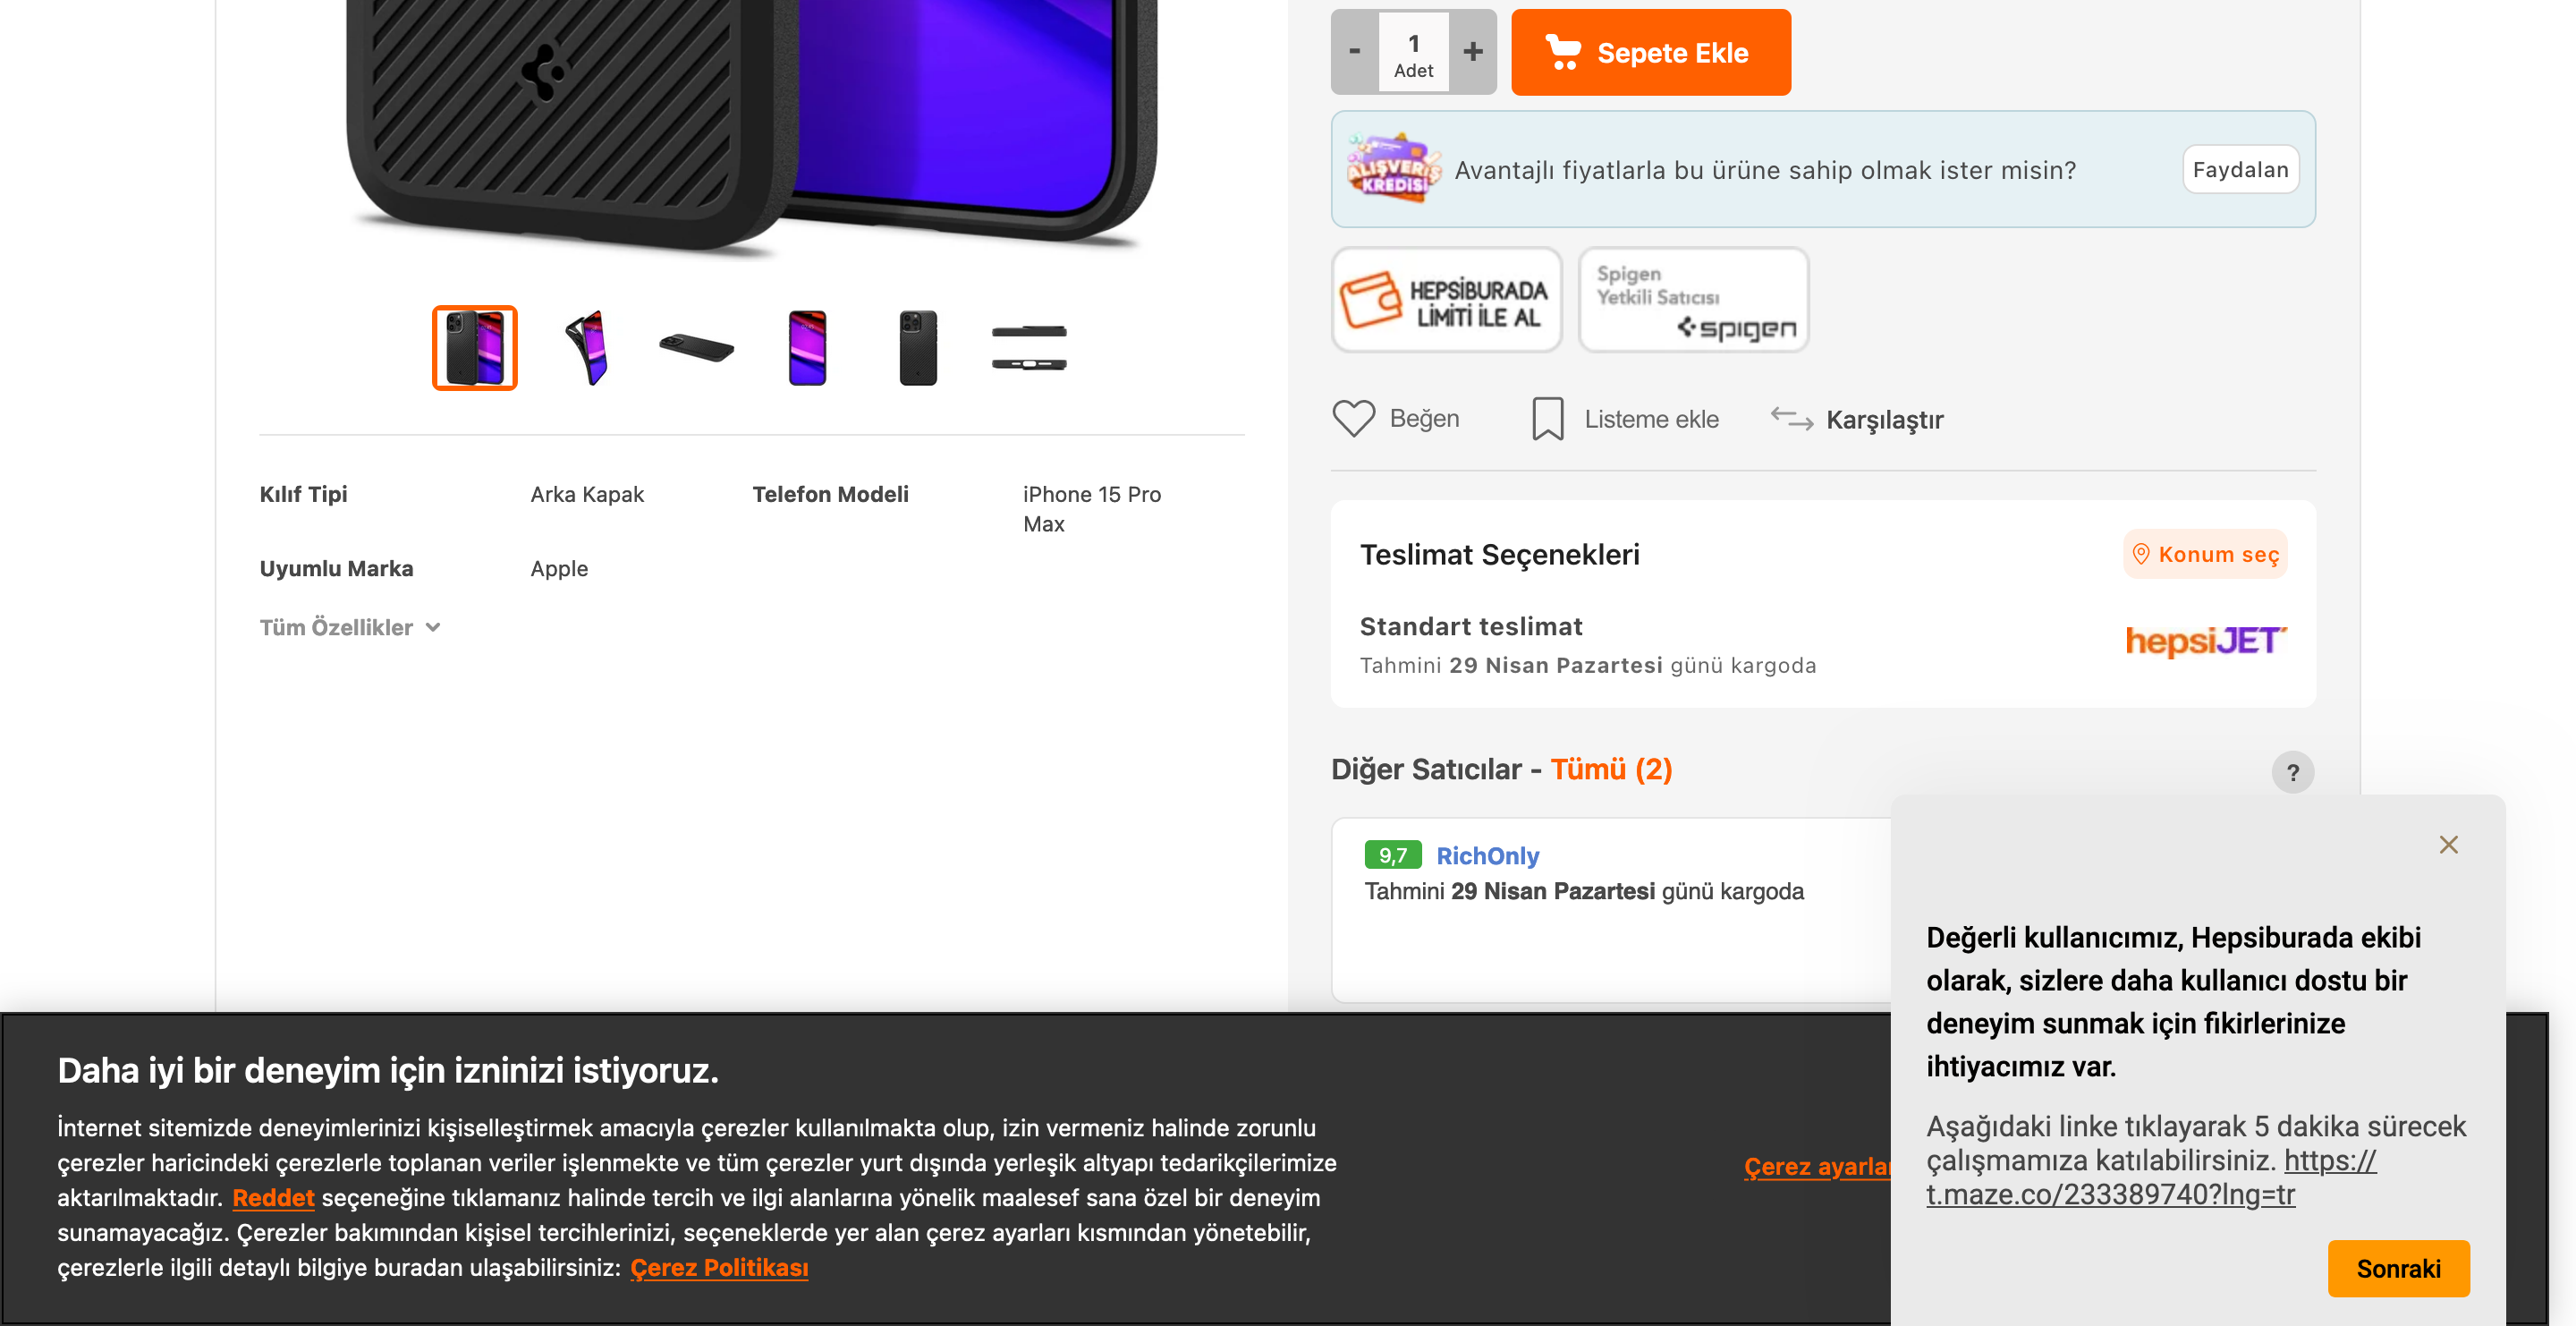 -
1
Adet
+
Sepete Ekle
ALIŞVERİŞ
KREDİSİ
Avantajlı fiyatlarla bu ürüne sahip olmak ister misin?
Faydalan
HEPSİBURADA
LİMİTİ İLE AL
Spigen
Yetkili Satıcısı
spigen
Beğen
Listeme ekle
Karşılaştır
Kılıf Tipi
Arka Kapak
Telefon Modeli
iPhone 15 Pro
Max
Uyumlu Marka
Apple
Tüm Özellikler
Teslimat Seçenekleri
Konum seç
Standart teslimat
Tahmini 29 Nisan Pazartesi günü kargoda
hepsiJET
Diğer Satıcılar - Tümü (2)
?
9,7 RichOnly
Tahmini 29 Nisan Pazartesi günü kargoda
Daha iyi bir deneyim için izninizi istiyoruz.
İnternet sitemizde deneyimlerinizi kişiselleştirmek amacıyla çerezler kullanılmakta olup, izin vermeniz halinde zorunlu
çerezler haricindeki çerezlerle toplanan veriler işlenmekte ve tüm çerezler yurt dışında yerleşik altyapı tedarikçilerimize
aktarılmaktadır. Reddet seçeneğine tıklamanız halinde tercih ve ilgi alanlarına yönelik maalesef sana özel bir deneyim
sunamayacağız. Çerezler bakımından kişisel tercihlerinizi, seçeneklerde yer alan çerez ayarları kısmından yönetebilir,
çerezlerle ilgili detaylı bilgiye buradan ulaşabilirsiniz: Çerez Politikası
Çerez ayarlar
Değerli kullanıcımız, Hepsiburada ekibi
olarak, sizlere daha kullanıcı dostu bir
deneyim sunmak için fikirlerinize
ihtiyacımız var.
Aşağıdaki linke tıklayarak 5 dakika sürecek
çalışmamıza katılabilirsiniz. https://
t.maze.co/233389740?lng=tr
Sonraki